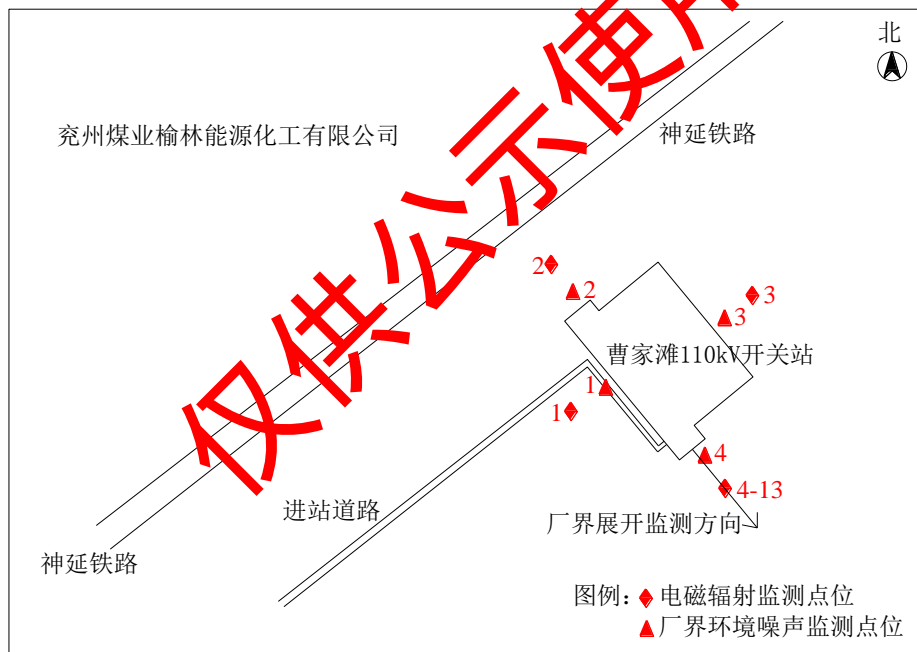 北
兖州煤业榆林能源化工有限公司
神延铁路
仅供公示使用
2
2
3
3
曹家滩110kV开关站
1
1
4
4-13
进站道路
厂界展开监测方向
神延铁路
图例：
电磁辐射监测点位
厂界环境噪声监测点位